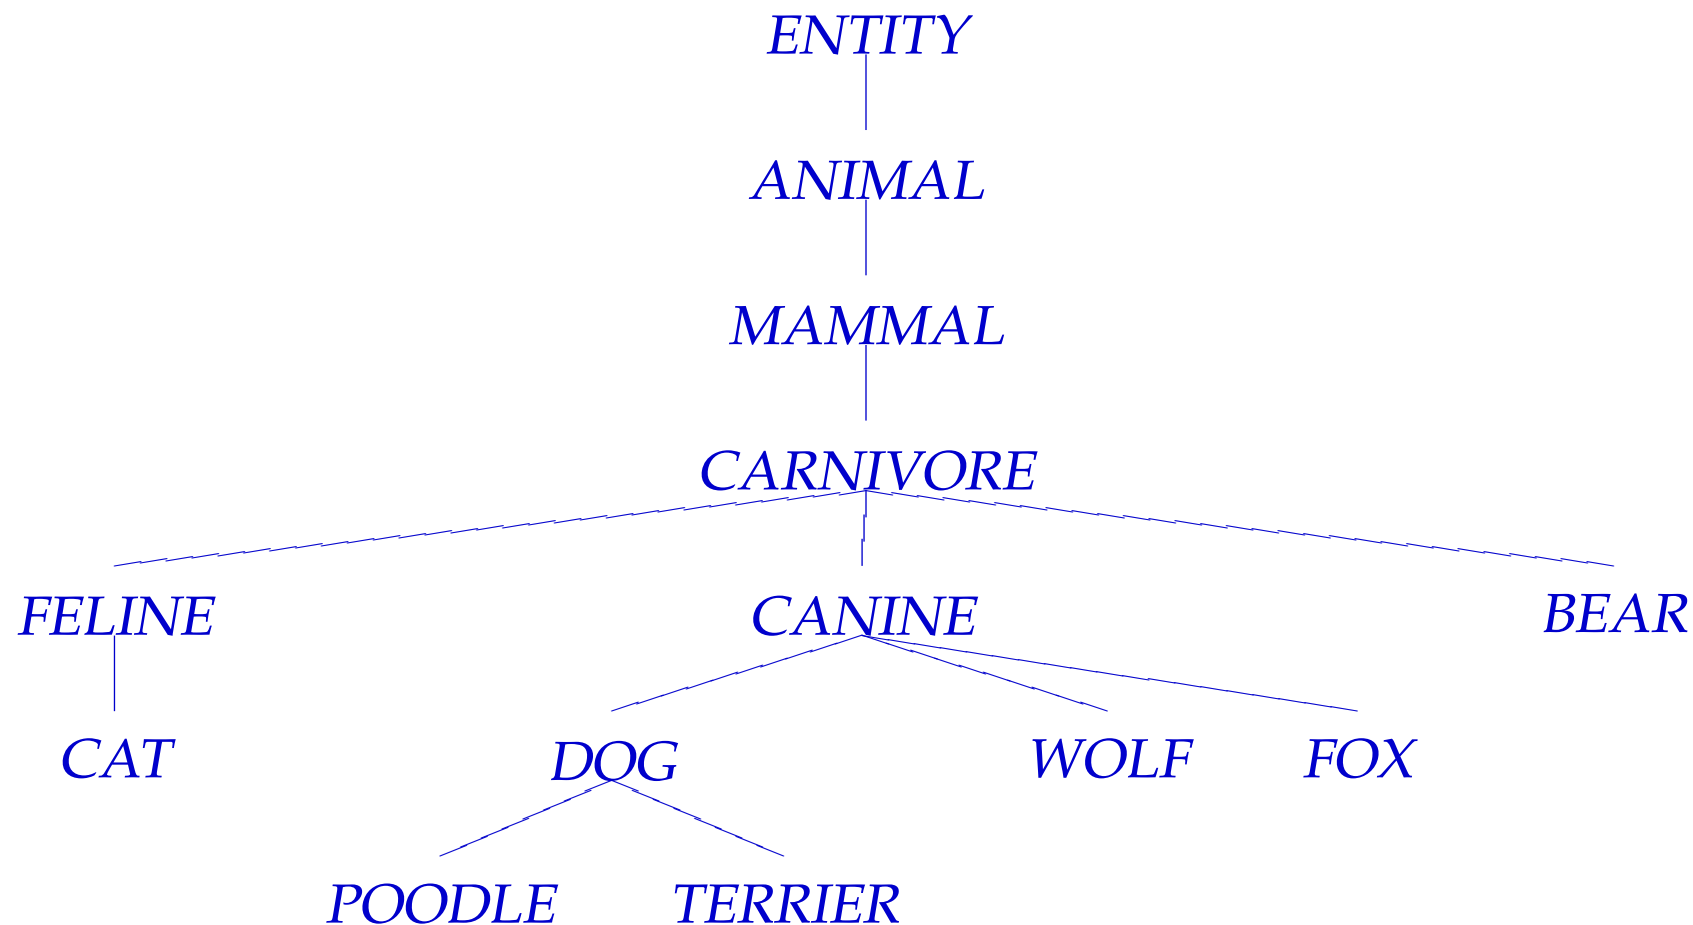 ENTITY
ANIMAL
MAMMAL
CARNIVORE
FELINE CANINE BEAR
CAT DOG WOLF FOX
POODLE TERRIER